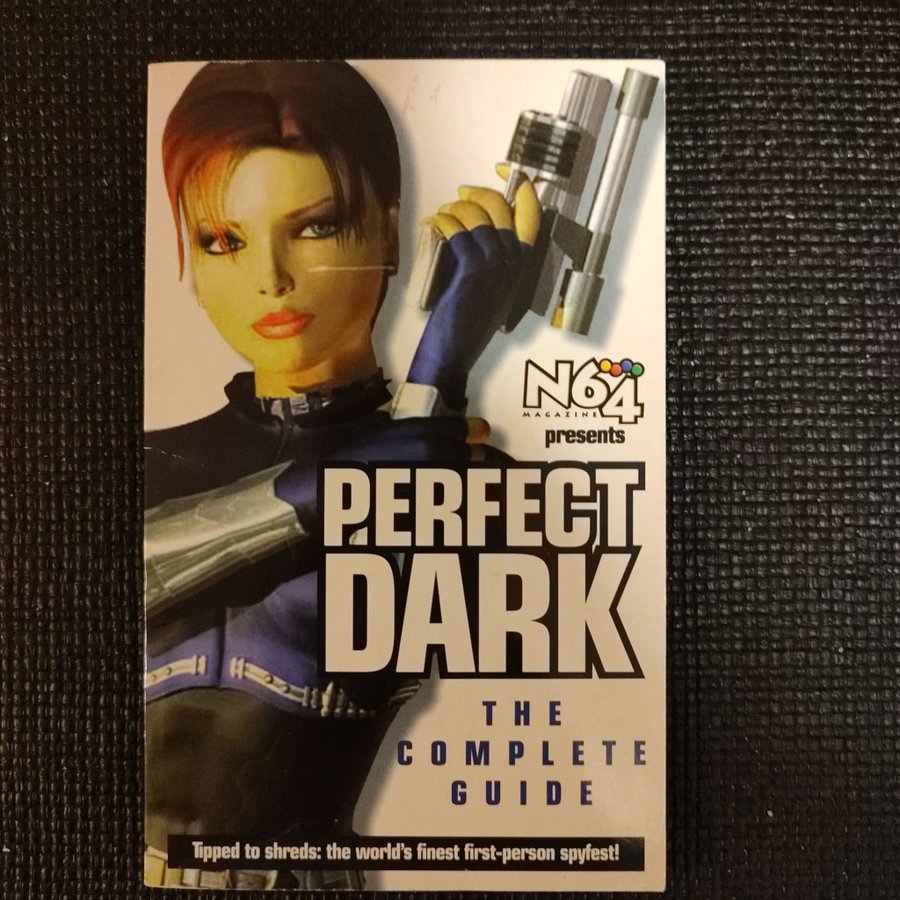 N64
MAGAZINE
presents
PERFECT
DARK
THE
COMPLETE
GUIDE
Tipped to shreds: the world's finest first-person spyfest!